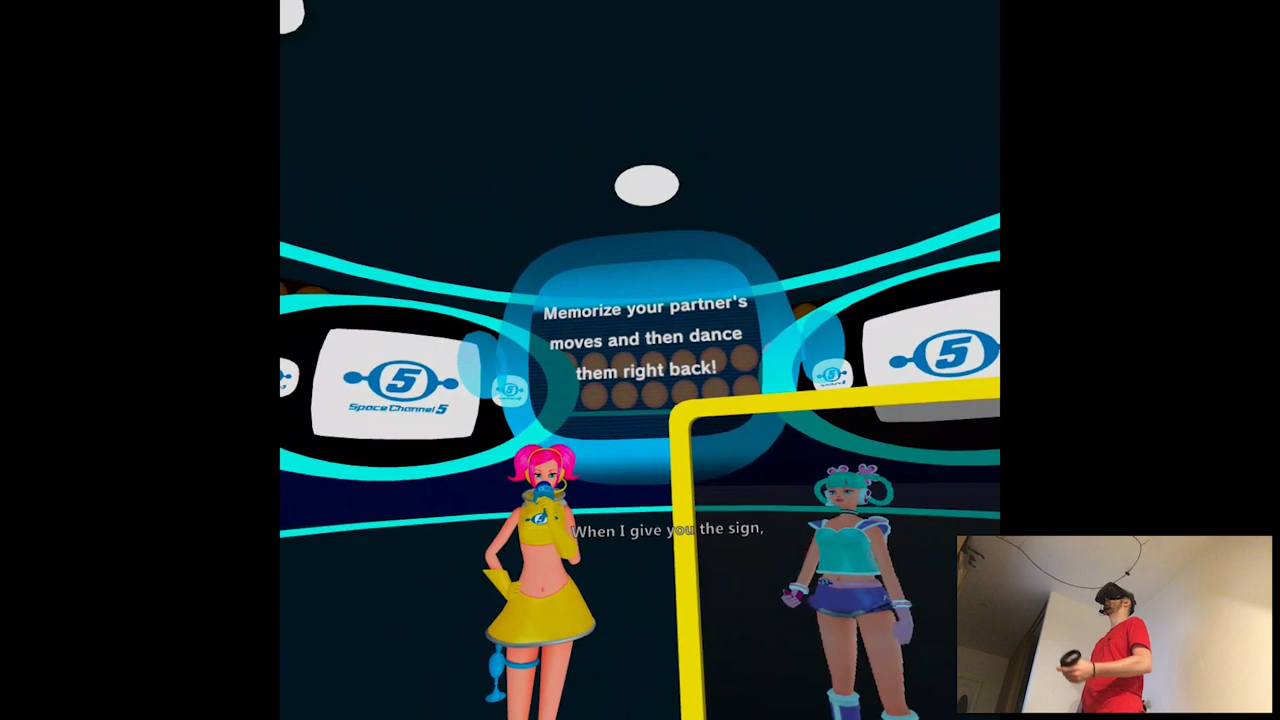 Memorize your partner's
moves and then dance
them right back!
5
Space Channel 5
5
5
When I give you the sign,